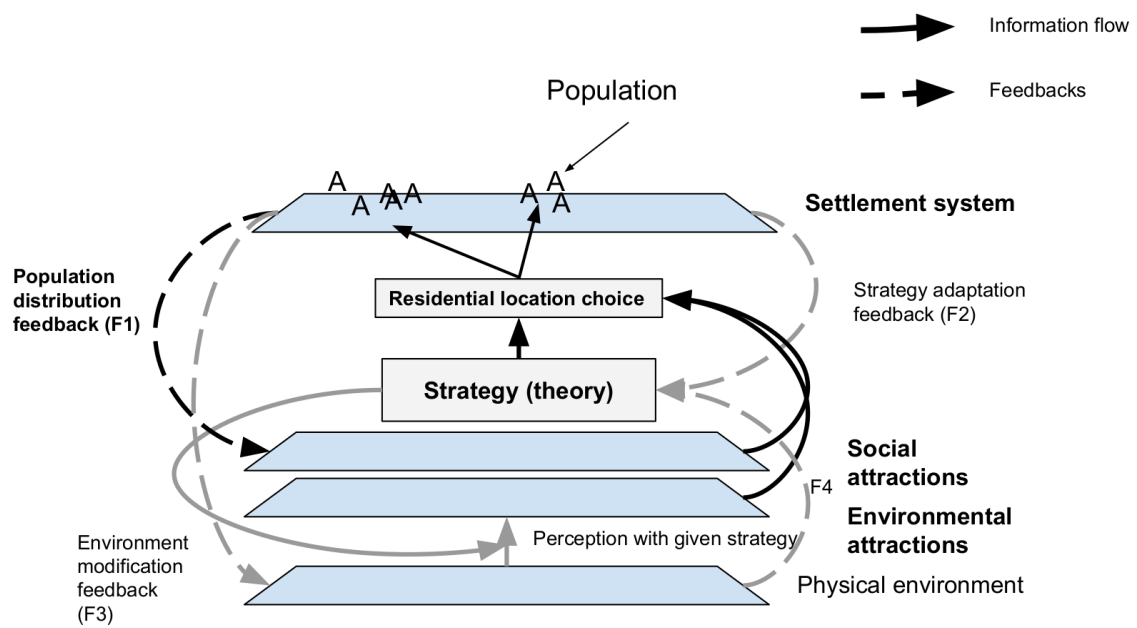 Information flow
Feedbacks
Population
A
A A A
A A
A A
A
Settlement system
Population
distribution
feedback (F1)
Residential location choice
Strategy adaptation
feedback (F2)
Strategy (theory)
Social
attractions
F4
Environmental
attractions
Perception with given strategy
Environment
modification
feedback
(F3)
Physical environment